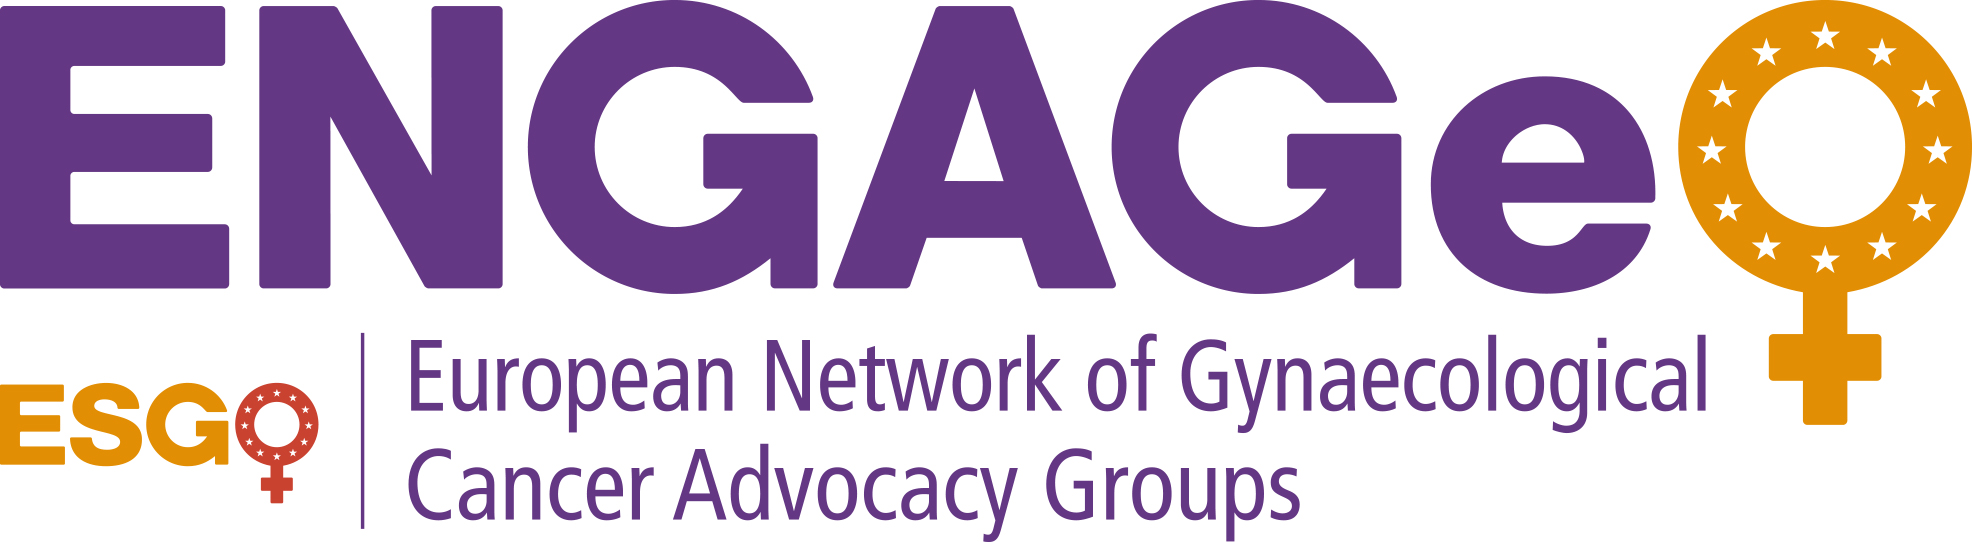 ENGAGe
ESGO
European Network of Gynaecological
Cancer Advocacy Groups